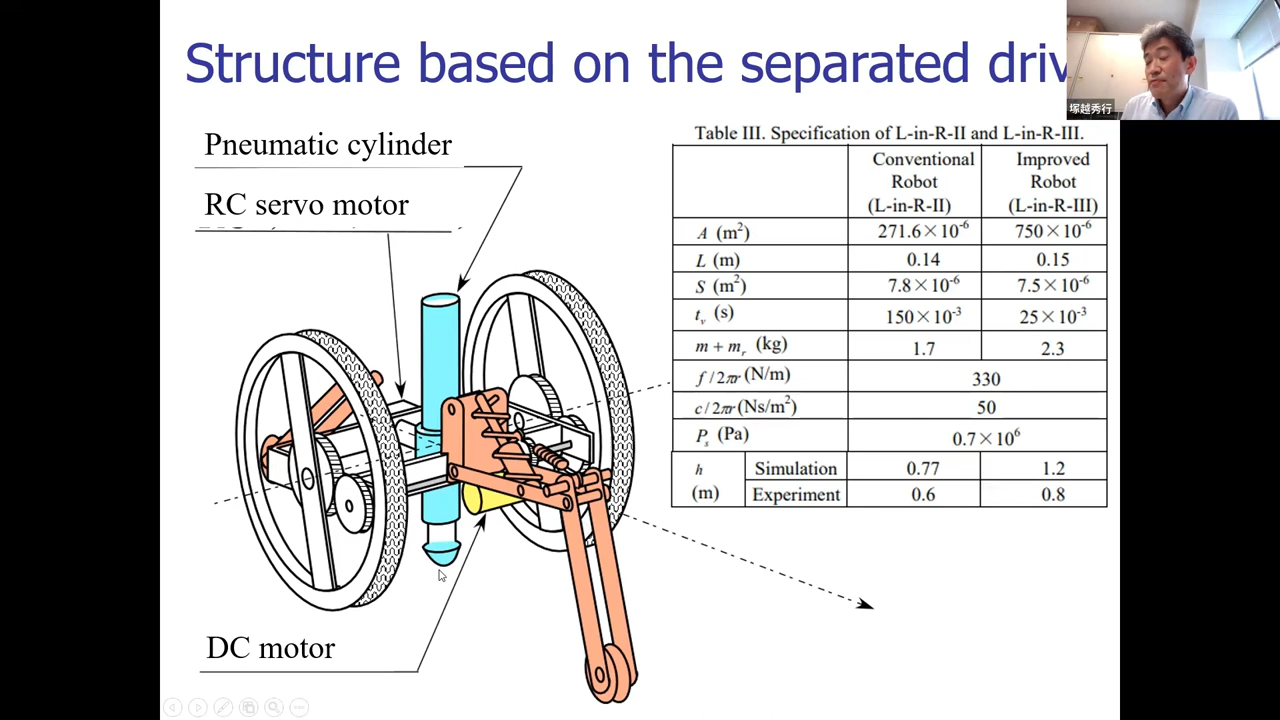 Structure based on the separated driv
塚越秀行
Pneumatic cylinder
RC servo motor
DC motor
Table III. Specification of L-in-R-II and L-in-R-III.
Conventional Robot (L-in-R-II) Improved Robot (L-in-R-III)
A (m²) 271.6×10⁻⁶ 750×10⁻⁶
L (m) 0.14 0.15
S (m²) 7.8×10⁻⁶ 7.5×10⁻⁶
tᵥ (s) 150×10⁻³ 25×10⁻³
m + mᵣ (kg) 1.7 2.3
f/2πr (N/m) 330
c/2πr (Ns/m²) 50
Pₛ (Pa) 0.7×10⁶
h (m) Simulation 0.77 1.2
Experiment 0.6 0.8